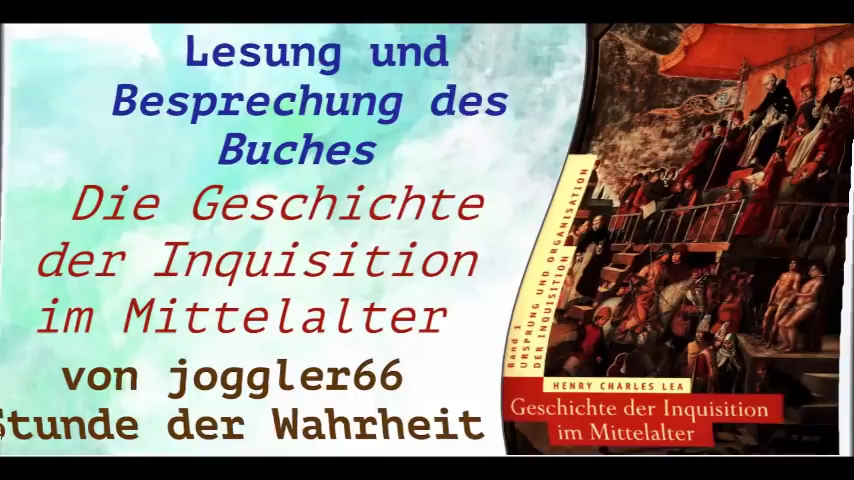 Lesung und
Besprechung des
Buches
Die Geschichte
der Inquisition
im Mittelalter
von joggler66
Stunde der Wahrheit
Band 1
URSPRUNG UND ORGANISATION
DER INQUISITION
HENRY CHARLES LEA
Geschichte der Inquisition
im Mittelalter